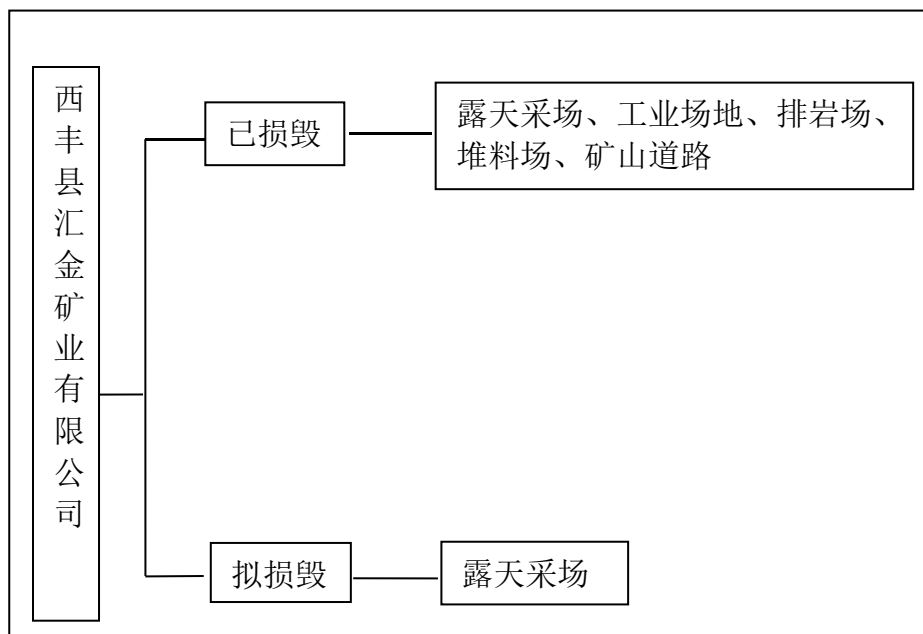 西丰县汇金矿业有限公司
已损毁
露天采场、工业场地、排岩场、
堆料场、矿山道路
拟损毁
露天采场